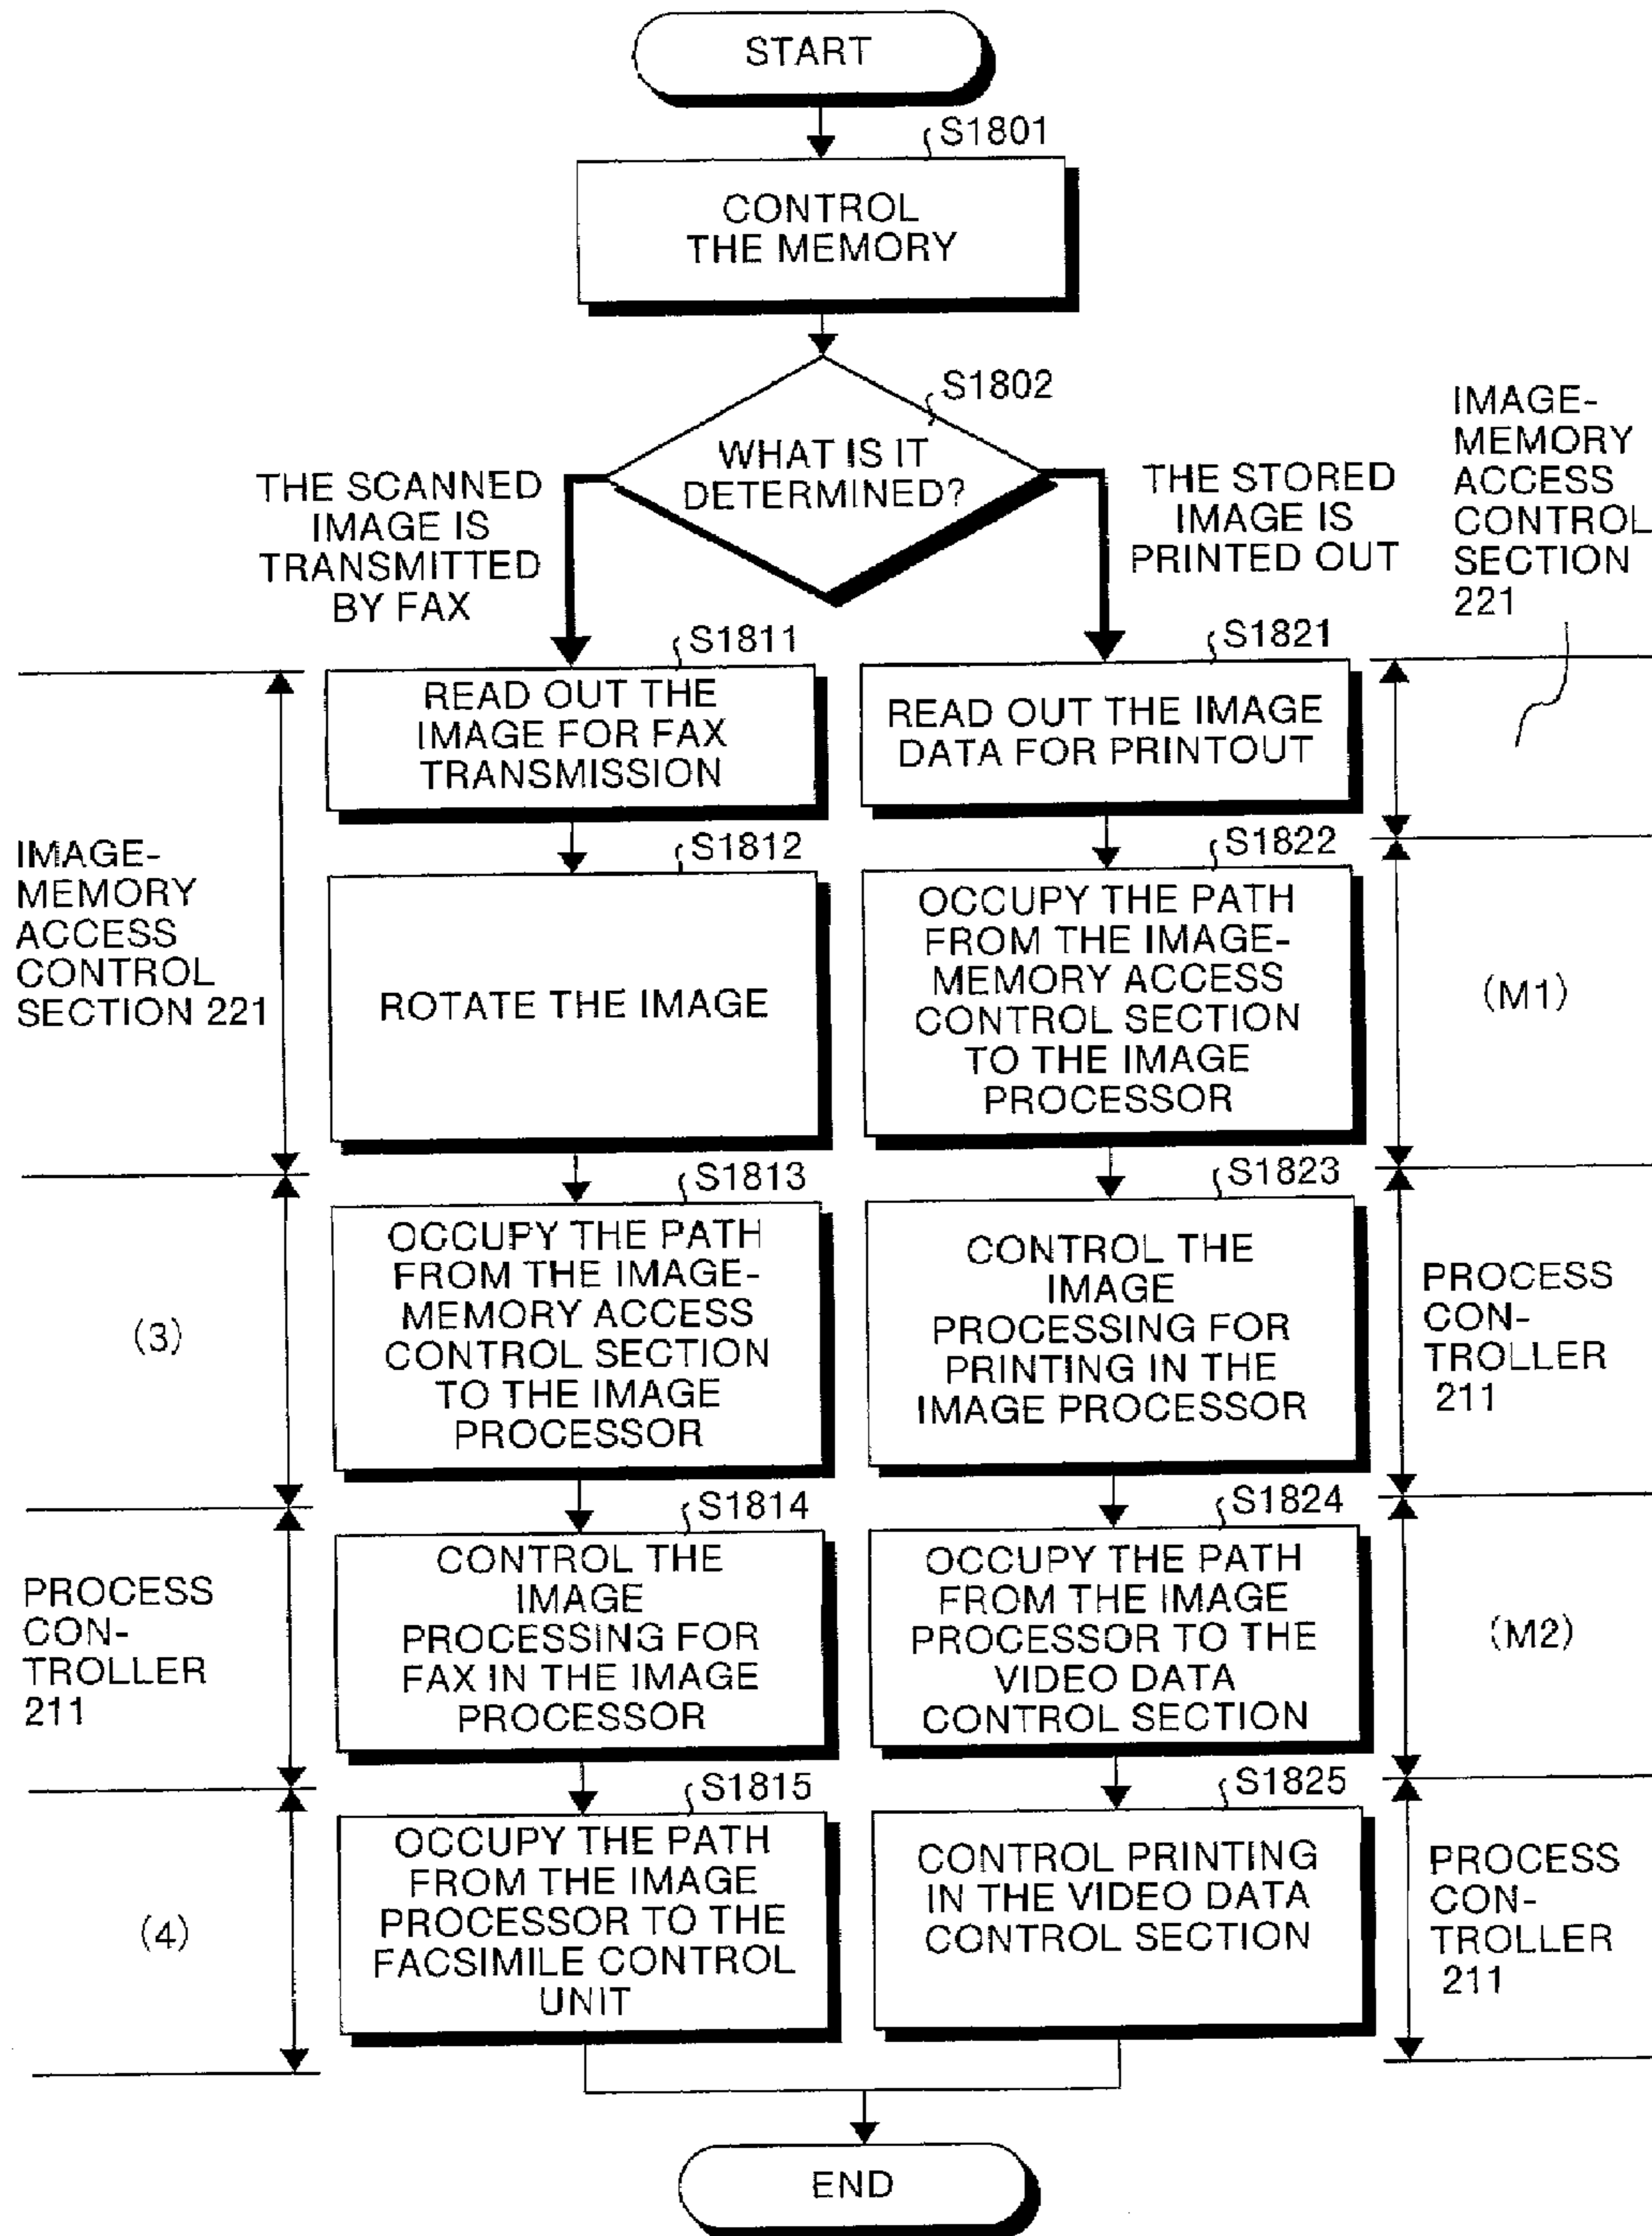 START
S1801
CONTROL
THE MEMORY
S1802
WHAT IS IT
DETERMINED?
THE SCANNED
IMAGE IS
TRANSMITTED
BY FAX
THE STORED
IMAGE IS
PRINTED OUT
IMAGE-
MEMORY
ACCESS
CONTROL
SECTION
221
S1811
READ OUT THE
IMAGE FOR FAX
TRANSMISSION
S1821
READ OUT THE IMAGE
DATA FOR PRINTOUT
IMAGE-
MEMORY
ACCESS
CONTROL
SECTION 221
S1812
ROTATE THE IMAGE
S1822
OCCUPY THE PATH
FROM THE IMAGE-
MEMORY ACCESS
CONTROL SECTION
TO THE IMAGE
PROCESSOR
(M1)
(3)
S1813
OCCUPY THE PATH
FROM THE IMAGE-
MEMORY ACCESS
CONTROL SECTION
TO THE IMAGE
PROCESSOR
S1823
CONTROL THE
IMAGE
PROCESSING FOR
PRINTING IN THE
IMAGE PROCESSOR
PROCESS
CON-
TROLLER
211
PROCESS
CON-
TROLLER
211
S1814
CONTROL THE
IMAGE
PROCESSING FOR
FAX IN THE IMAGE
PROCESSOR
S1824
OCCUPY THE PATH
FROM THE IMAGE
PROCESSOR TO THE
VIDEO DATA
CONTROL SECTION
(M2)
(4)
S1815
OCCUPY THE PATH
FROM THE IMAGE
PROCESSOR TO THE
FACSIMILE CONTROL
UNIT
S1825
CONTROL PRINTING
IN THE VIDEO DATA
CONTROL SECTION
PROCESS
CON-
TROLLER
211
END